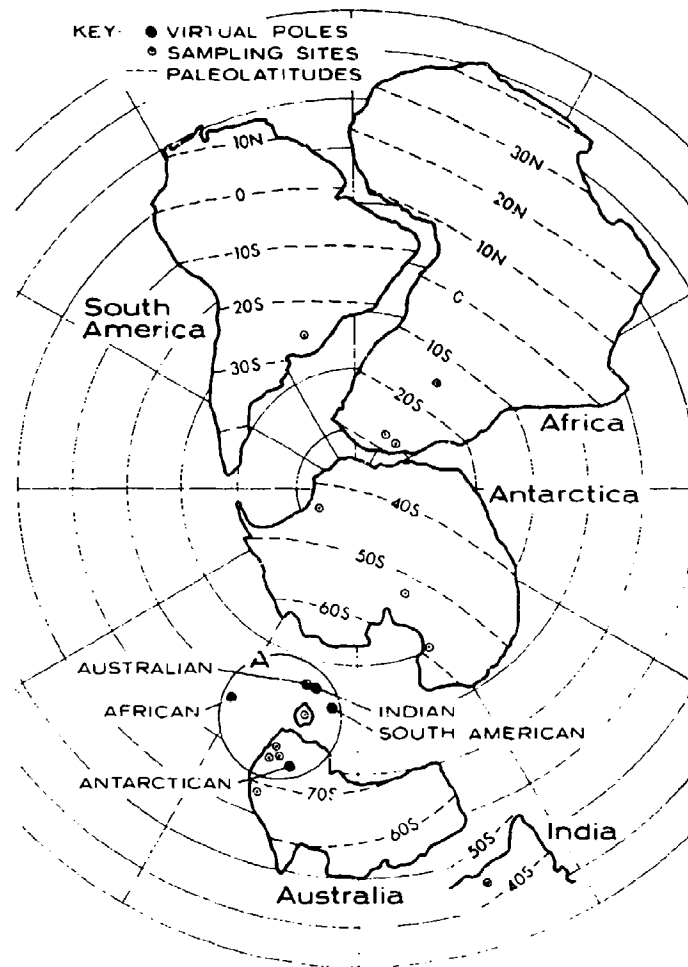 KEY· ● VIRTUAL POLES
⊙ SAMPLING SITES
---- PALEOLATITUDES
10N
0
10S
20S
30S
South
America
30N
20N
10N
0
10S
20S
Africa
Antarctica
40S
50S
60S
A
AUSTRALIAN
AFRICAN
INDIAN
SOUTH AMERICAN
ANTARCTICAN
70S
60S
Australia
50S
40S
India